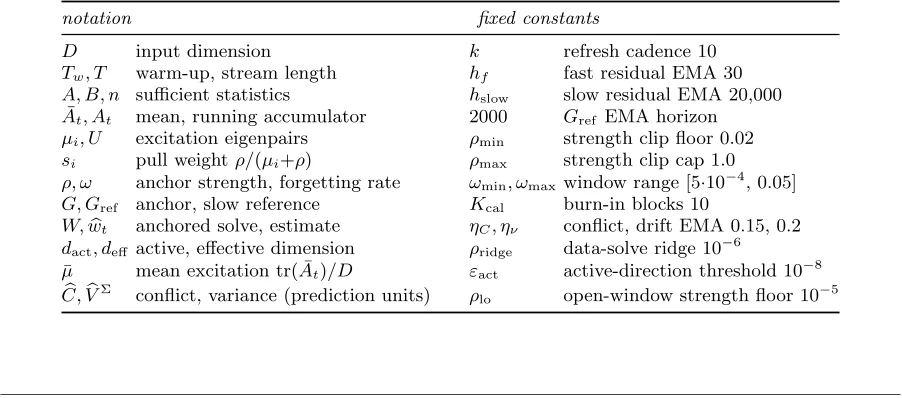 notation fixed constants
D input dimension k refresh cadence 10
T_w, T warm-up, stream length h_f fast residual EMA 30
A, B, n sufficient statistics h_slow slow residual EMA 20,000
Ā_t, A_t mean, running accumulator 2000 G_ref EMA horizon
μ_i, U excitation eigenpairs ρ_min strength clip floor 0.02
s_i pull weight ρ/(μ_i+ρ) ρ_max strength clip cap 1.0
ρ, ω anchor strength, forgetting rate ω_min, ω_max window range [5·10⁻⁴, 0.05]
G, G_ref anchor, slow reference K_cal burn-in blocks 10
W, ŵ_t anchored solve, estimate η_C, η_ν conflict, drift EMA 0.15, 0.2
d_act, d_eff active, effective dimension ρ_ridge data-solve ridge 10⁻⁶
μ̄ mean excitation tr(Ā_t)/D ε_act active-direction threshold 10⁻⁸
Ĉ, V̂^Σ conflict, variance (prediction units) ρ_lo open-window strength floor 10⁻⁵